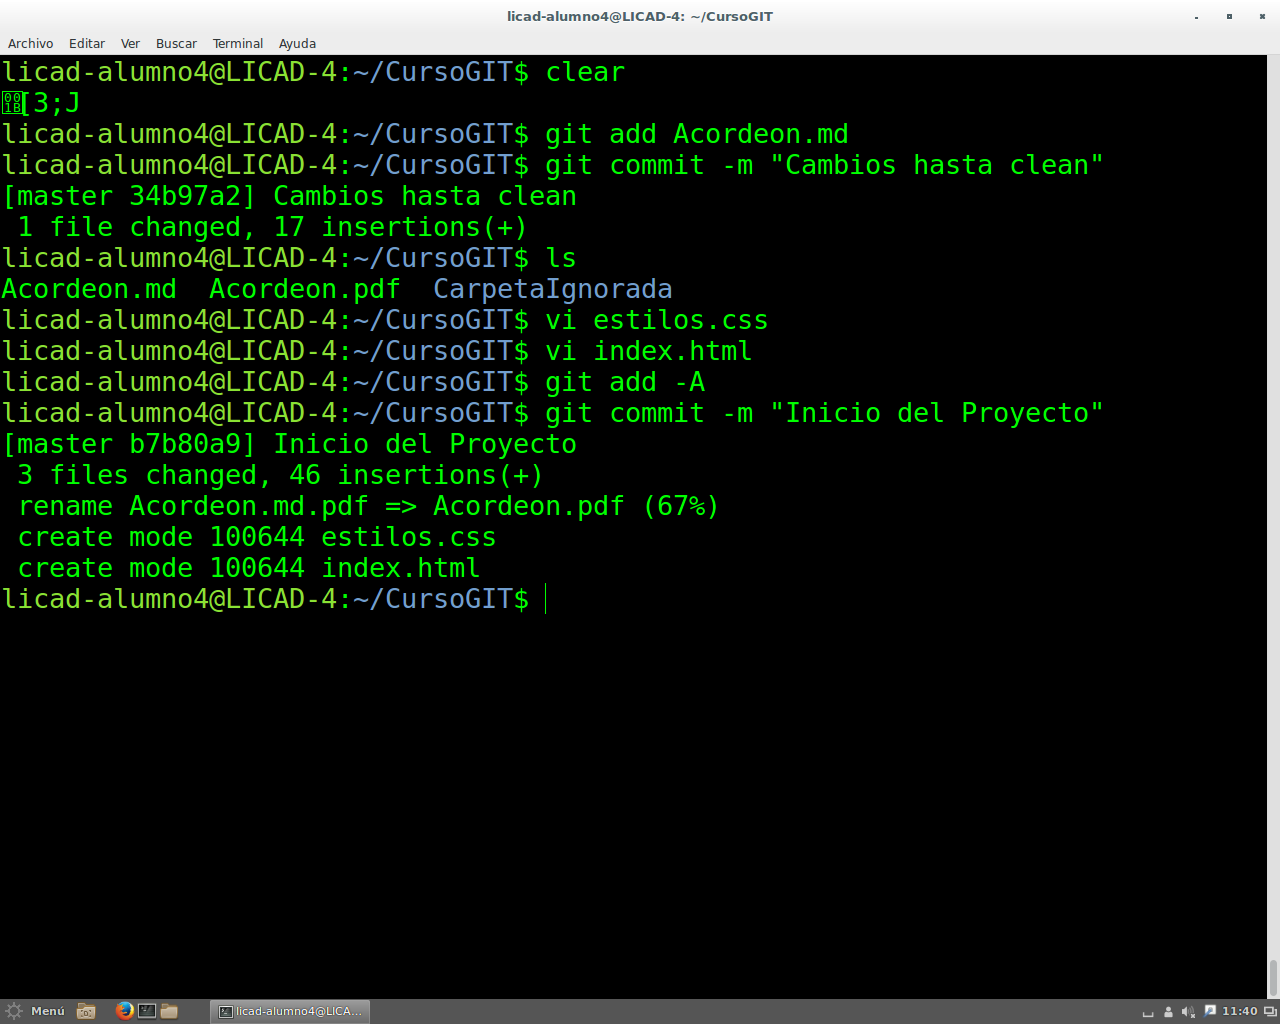 licad-alumno4@LICAD-4: ~/CursoGIT
Archivo Editar Ver Buscar Terminal Ayuda
licad-alumno4@LICAD-4:~/CursoGIT$ clear
001B[3;J
licad-alumno4@LICAD-4:~/CursoGIT$ git add Acordeon.md
licad-alumno4@LICAD-4:~/CursoGIT$ git commit -m "Cambios hasta clean"
[master 34b97a2] Cambios hasta clean
 1 file changed, 17 insertions(+)
licad-alumno4@LICAD-4:~/CursoGIT$ ls
Acordeon.md  Acordeon.pdf  CarpetaIgnorada
licad-alumno4@LICAD-4:~/CursoGIT$ vi estilos.css
licad-alumno4@LICAD-4:~/CursoGIT$ vi index.html
licad-alumno4@LICAD-4:~/CursoGIT$ git add -A
licad-alumno4@LICAD-4:~/CursoGIT$ git commit -m "Inicio del Proyecto"
[master b7b80a9] Inicio del Proyecto
 3 files changed, 46 insertions(+)
 rename Acordeon.md.pdf => Acordeon.pdf (67%)
 create mode 100644 estilos.css
 create mode 100644 index.html
licad-alumno4@LICAD-4:~/CursoGIT$
Menú licad-alumno4@LICA... 11:40